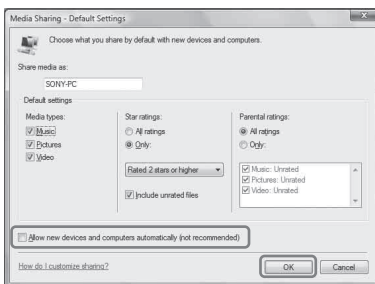 Media Sharing - Default Settings
Choose what you share by default with new devices and computers.
Share media as:
SONY-PC
Default settings
Media types:
Music
Pictures
Video
Star ratings:
All ratings
Only:
Rated 2 stars or higher
Include unrated files
Parental ratings:
All ratings
Only:
Music: Unrated
Pictures: Unrated
Video: Unrated
Allow new devices and computers automatically (not recommended)
How do I customize sharing?
OK
Cancel